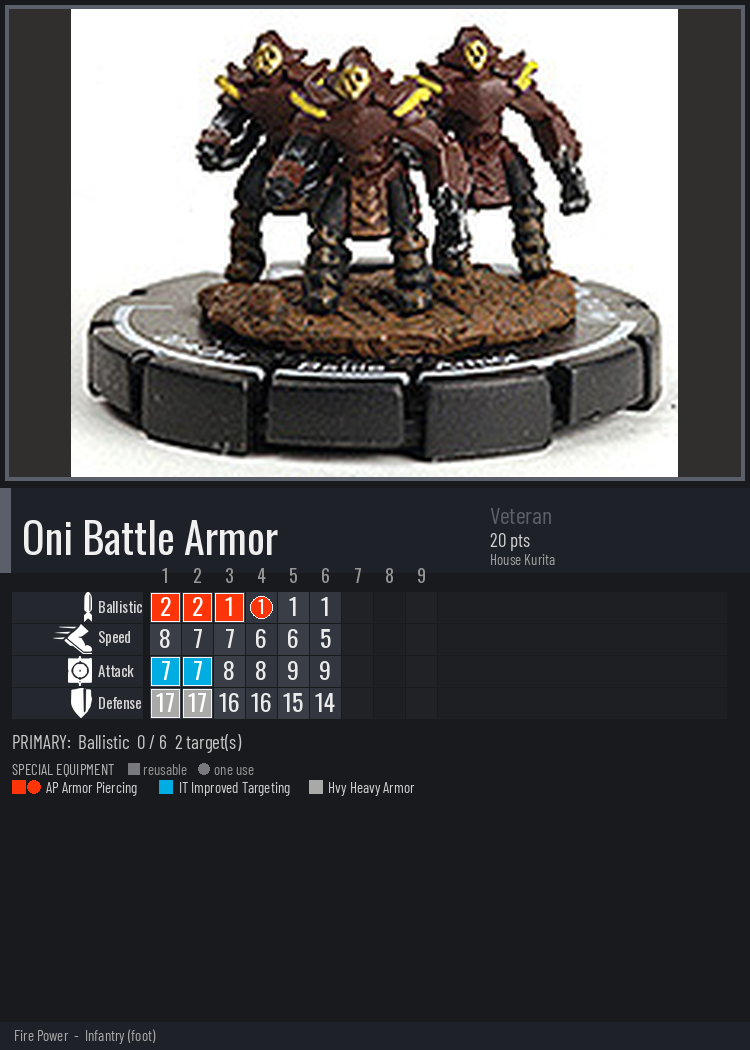 Battle Armor
Oni Battle Armor
Veteran
20 pts
House Kurita
1 2 3 4 5 6 7 8 9
Ballistic 2 2 1 1 1 1
Speed 8 7 7 6 6 5
Attack 7 7 8 8 9 9
Defense 17 17 16 16 15 14
PRIMARY: Ballistic 0 / 6 2 target(s)
SPECIAL EQUIPMENT reusable one use
AP Armor Piercing IT Improved Targeting Hvy Heavy Armor
Fire Power - Infantry (foot)